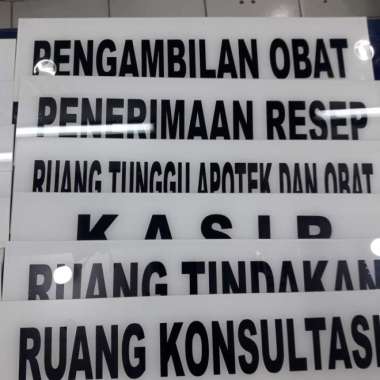 PENGAMBILAN OBAT
PENERIMAAN RESEP
RUANG TUNGGU APOTEK DAN OBAT
KASIR
RUANG TINDAKAN
RUANG KONSULTASI